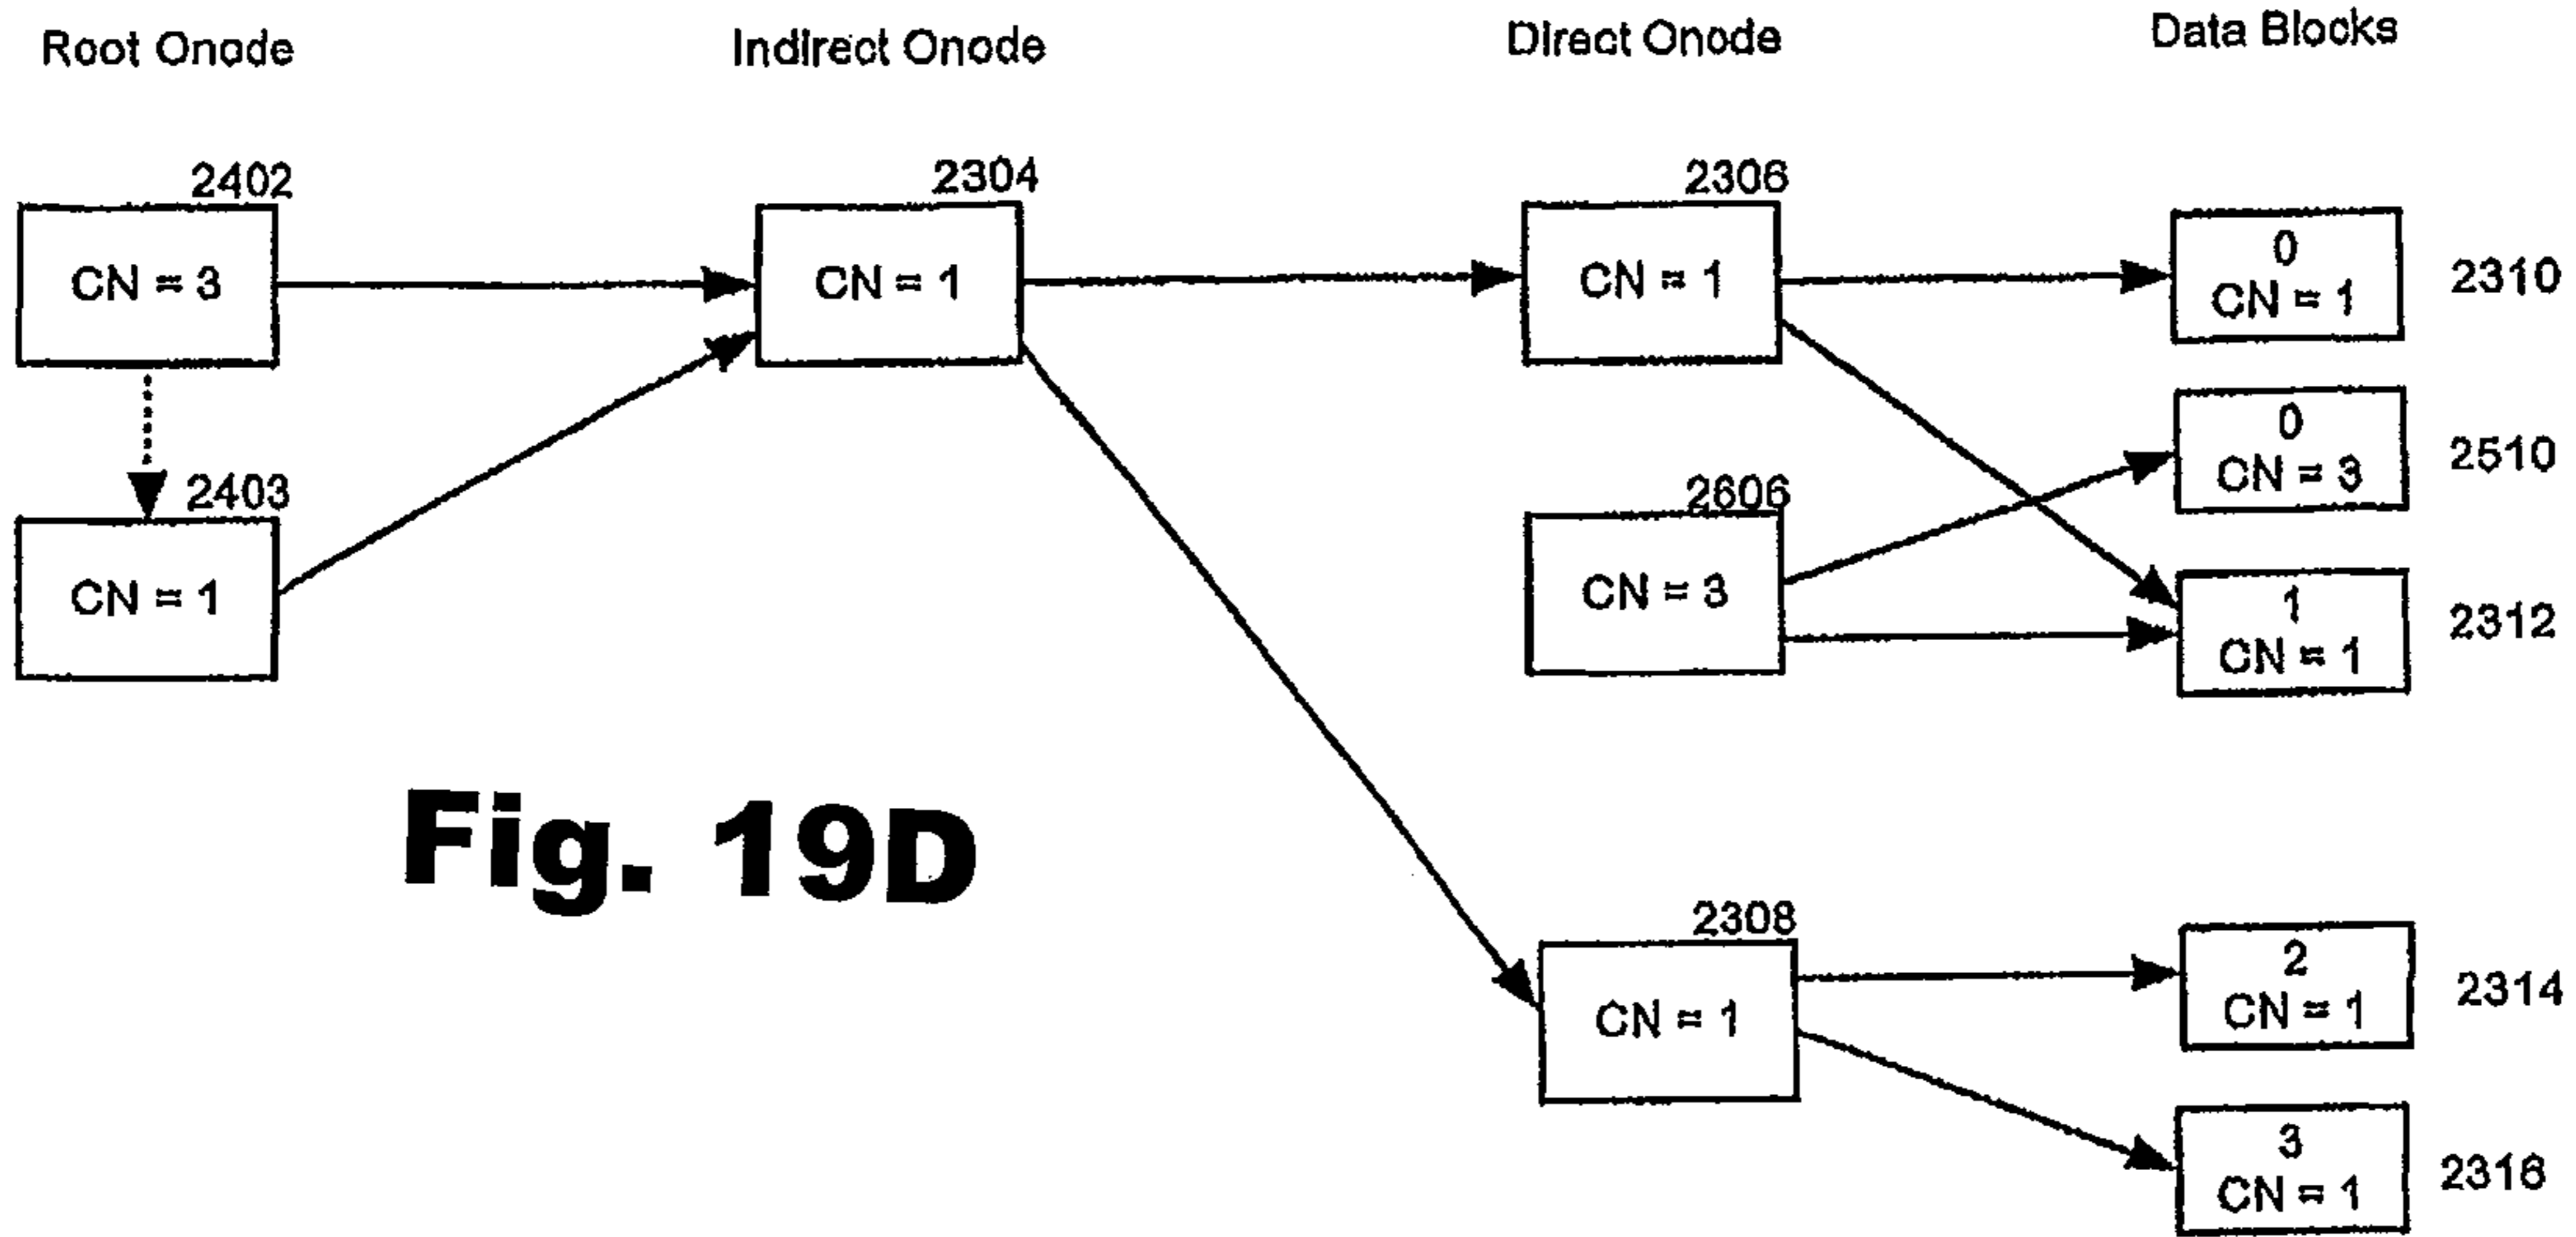 Root Onode
Indirect Onode
Direct Onode
Data Blocks
2402
CN = 3
2304
CN = 1
2306
CN = 1
0
CN = 1
2310
0
CN = 3
2510
2403
CN = 1
2606
CN = 3
1
CN = 1
2312
Fig. 19D
2308
CN = 1
2
CN = 1
2314
3
CN = 1
2316